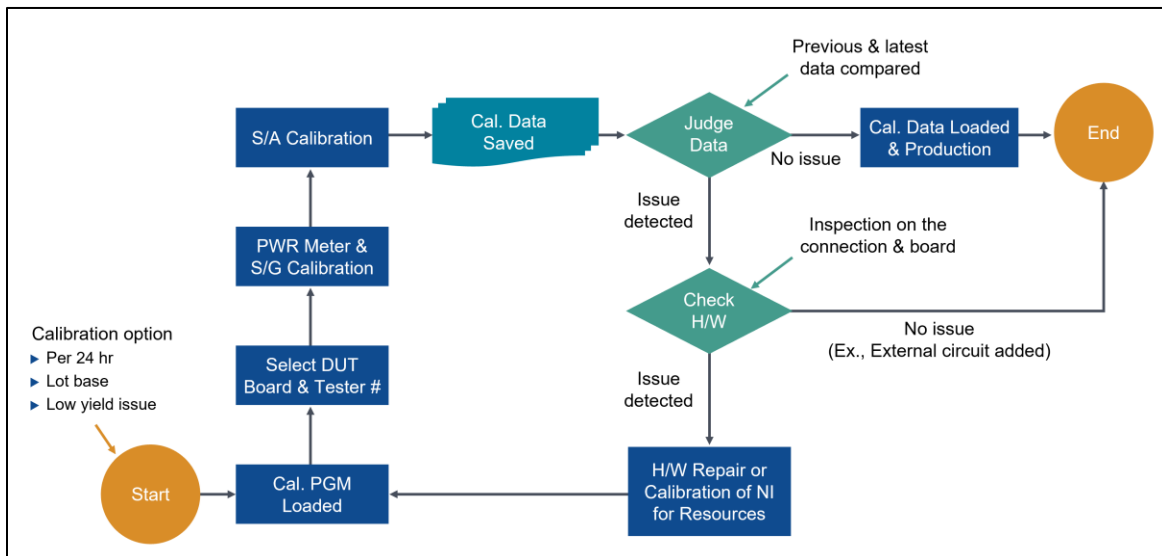 Previous & latest
data compared
S/A Calibration
Cal. Data
Saved
Judge
Data
No issue
Cal. Data Loaded
& Production
End
Issue
detected
Inspection on the
connection & board
PWR Meter &
S/G Calibration
Check
H/W
No issue
(Ex., External circuit added)
Calibration option
Per 24 hr
Lot base
Low yield issue
Select DUT
Board & Tester #
Issue
detected
Start
Cal. PGM
Loaded
H/W Repair or
Calibration of NI
for Resources